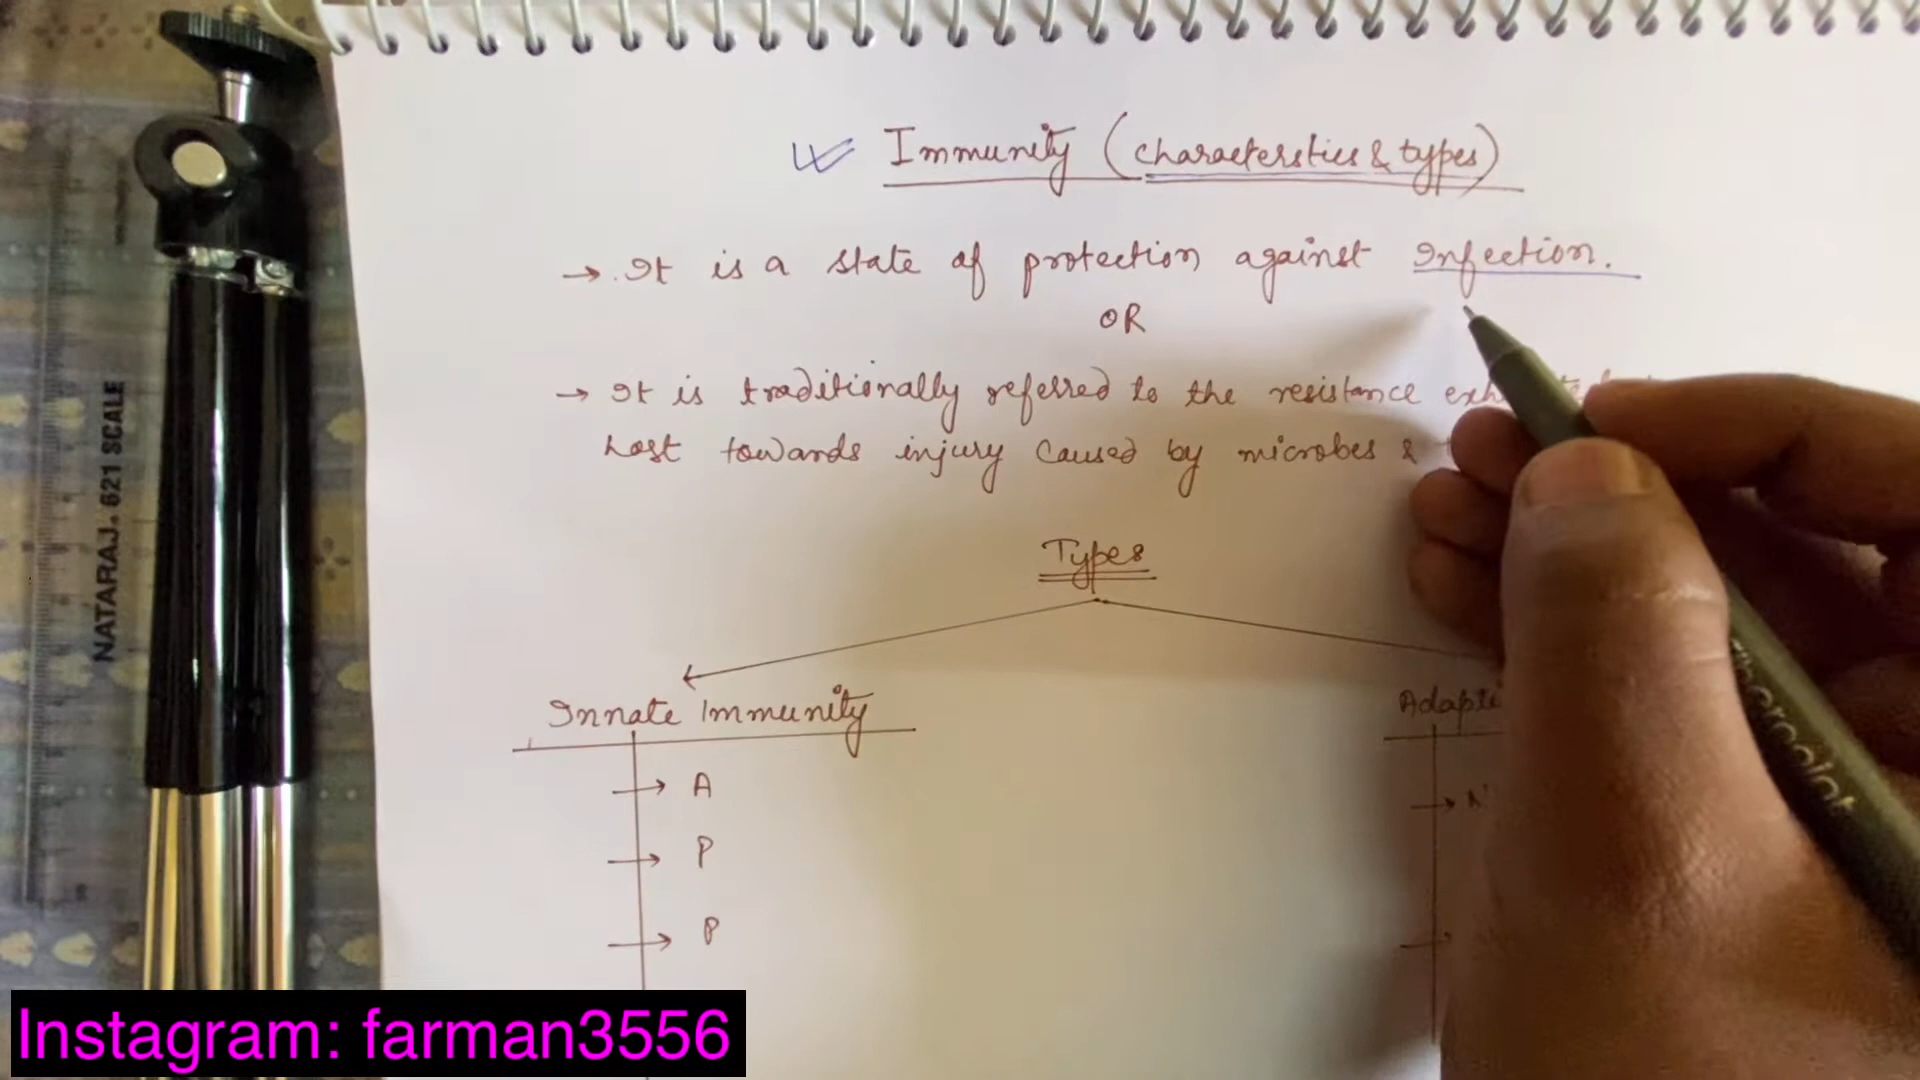 Immunity (characterstics & types)
→ It is a state of protection against Infection.
OR
→ It is traditionally referred to the resistance
host towards injury caused by microbes &
Types
Innate Immunity
→ A
→ P
→ P
NATARAJ. 621 SCALE
Instagram: farman3556